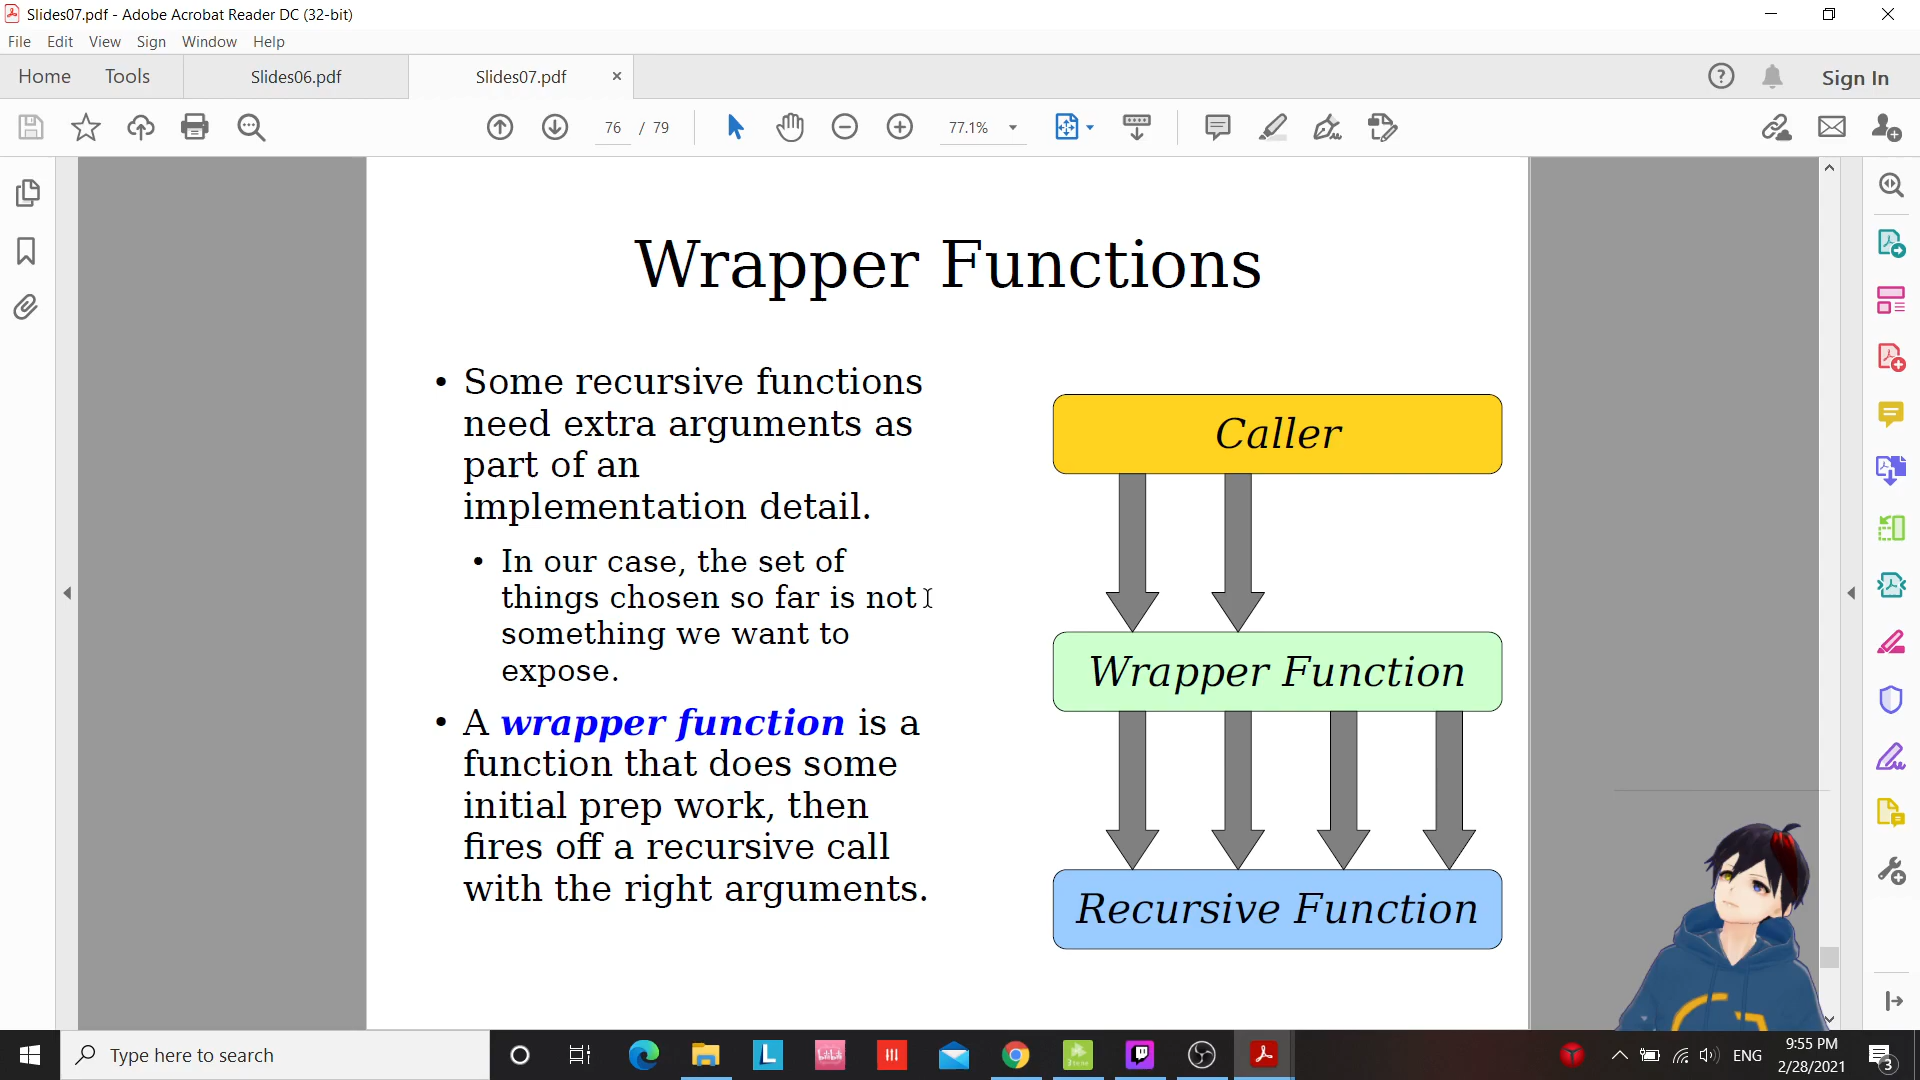 Slides07.pdf - Adobe Acrobat Reader DC (32-bit)
File Edit View Sign Window Help
Home Tools Slides06.pdf Slides07.pdf × Sign In
76 / 79 77.1%
Wrapper Functions
• Some recursive functions
need extra arguments as
part of an
implementation detail.
• In our case, the set of
things chosen so far is not
something we want to
expose.
• A wrapper function is a
function that does some
initial prep work, then
fires off a recursive call
with the right arguments.
Caller
Wrapper Function
Recursive Function
Type here to search
ENG
9:55 PM
2/28/2021
3